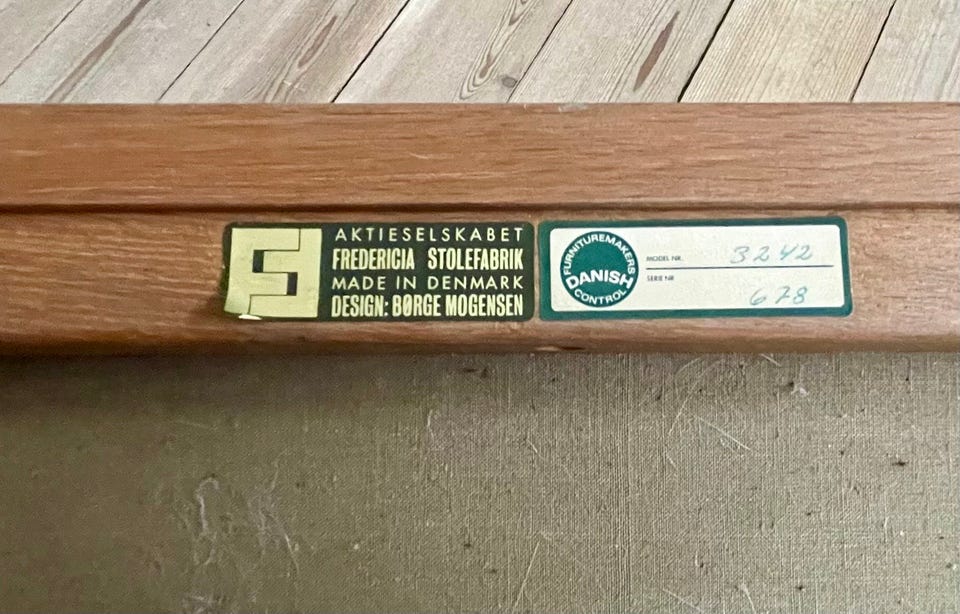 AKTIESELSKABET
FREDERICIA STOLEFABRIK
MADE IN DENMARK
DESIGN: BØRGE MOGENSEN
FURNITUREMAKERS
DANISH
CONTROL
MODEL NR. 3242
SERIE NR 678